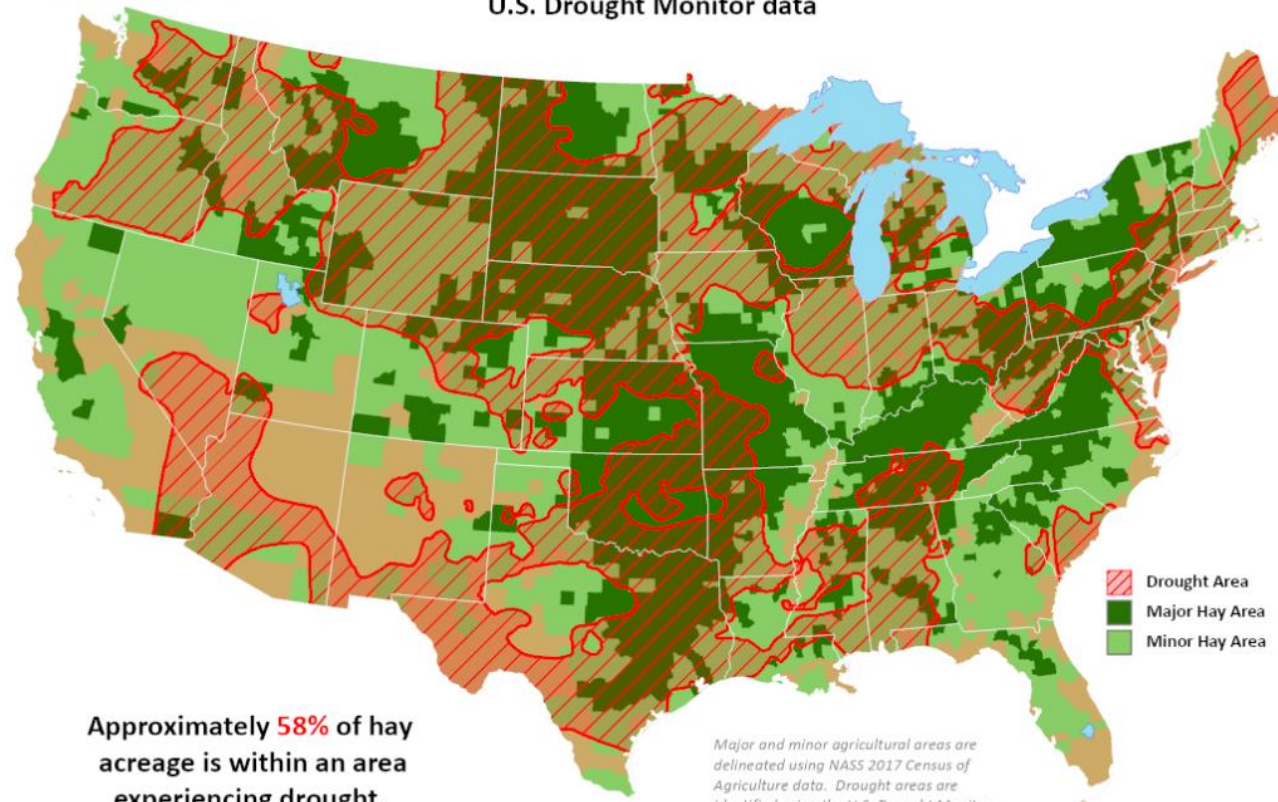 U.S. Drought Monitor data
Drought Area
Major Hay Area
Minor Hay Area
Approximately 58% of hay
acreage is within an area
experiencing drought.
Major and minor agricultural areas are
delineated using NASS 2017 Census of
Agriculture data. Drought areas are